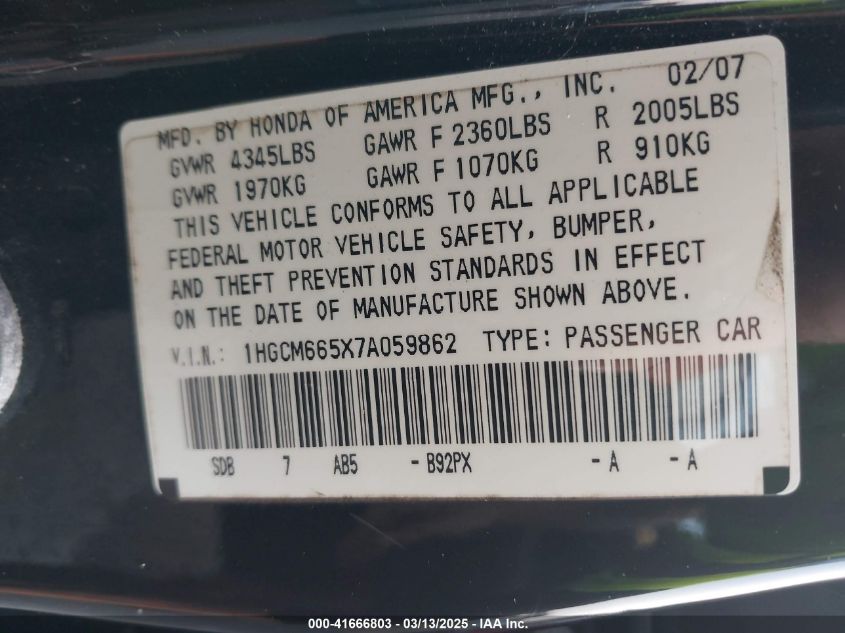 MFD. BY HONDA OF AMERICA MFG., INC. 02/07
GVWR 4345LBS GAWR F 2360LBS R 2005LBS
GVWR 1970KG GAWR F 1070KG R 910KG
THIS VEHICLE CONFORMS TO ALL APPLICABLE
FEDERAL MOTOR VEHICLE SAFETY, BUMPER,
AND THEFT PREVENTION STANDARDS IN EFFECT
ON THE DATE OF MANUFACTURE SHOWN ABOVE.
V.I.N.: 1HGCM665X7A059862 TYPE: PASSENGER CAR
SDB 7 AB5 - B92PX - A - A
000-41666803 - 03/13/2025 - IAA Inc.